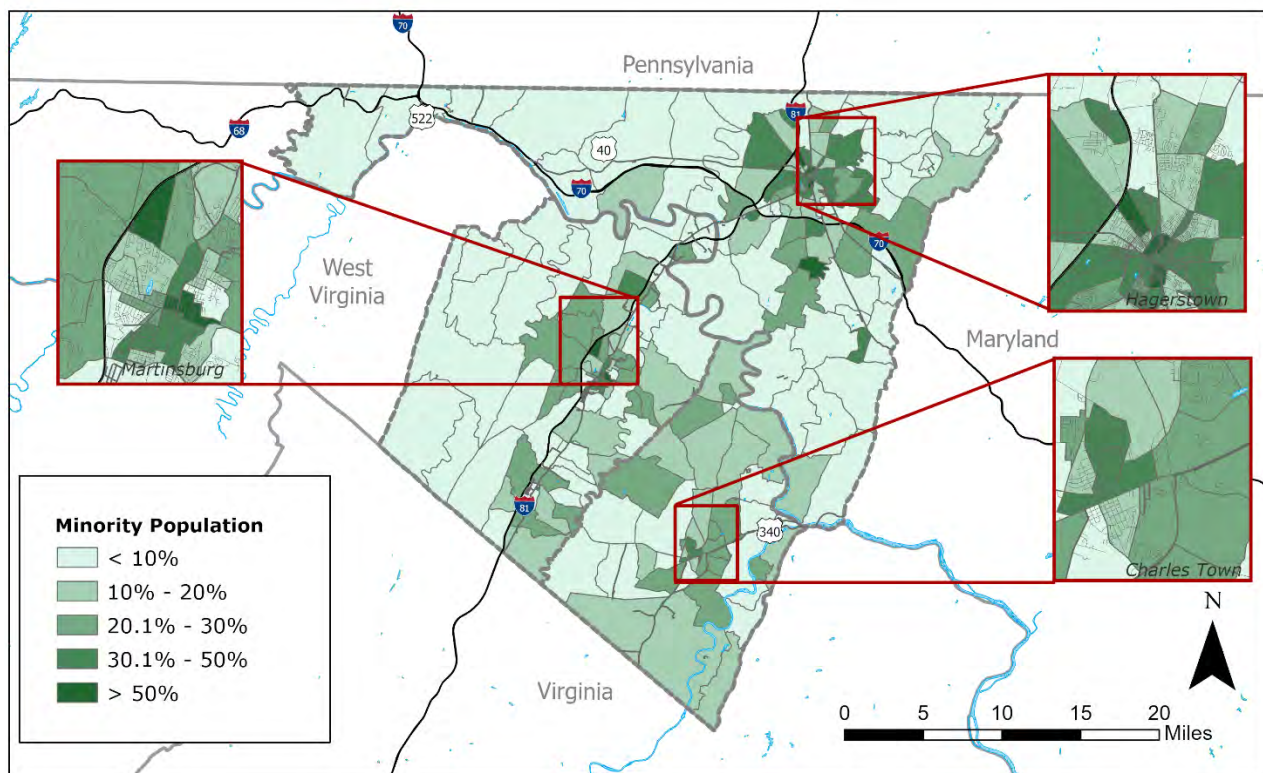 70
Pennsylvania
81
68
522
40
70
Hagerstown
70
West
Virginia
Maryland
Martinsburg
81
340
Charles Town
Minority Population
< 10%
10% - 20%
20.1% - 30%
30.1% - 50%
> 50%
Virginia
N
0 5 10 15 20
Miles